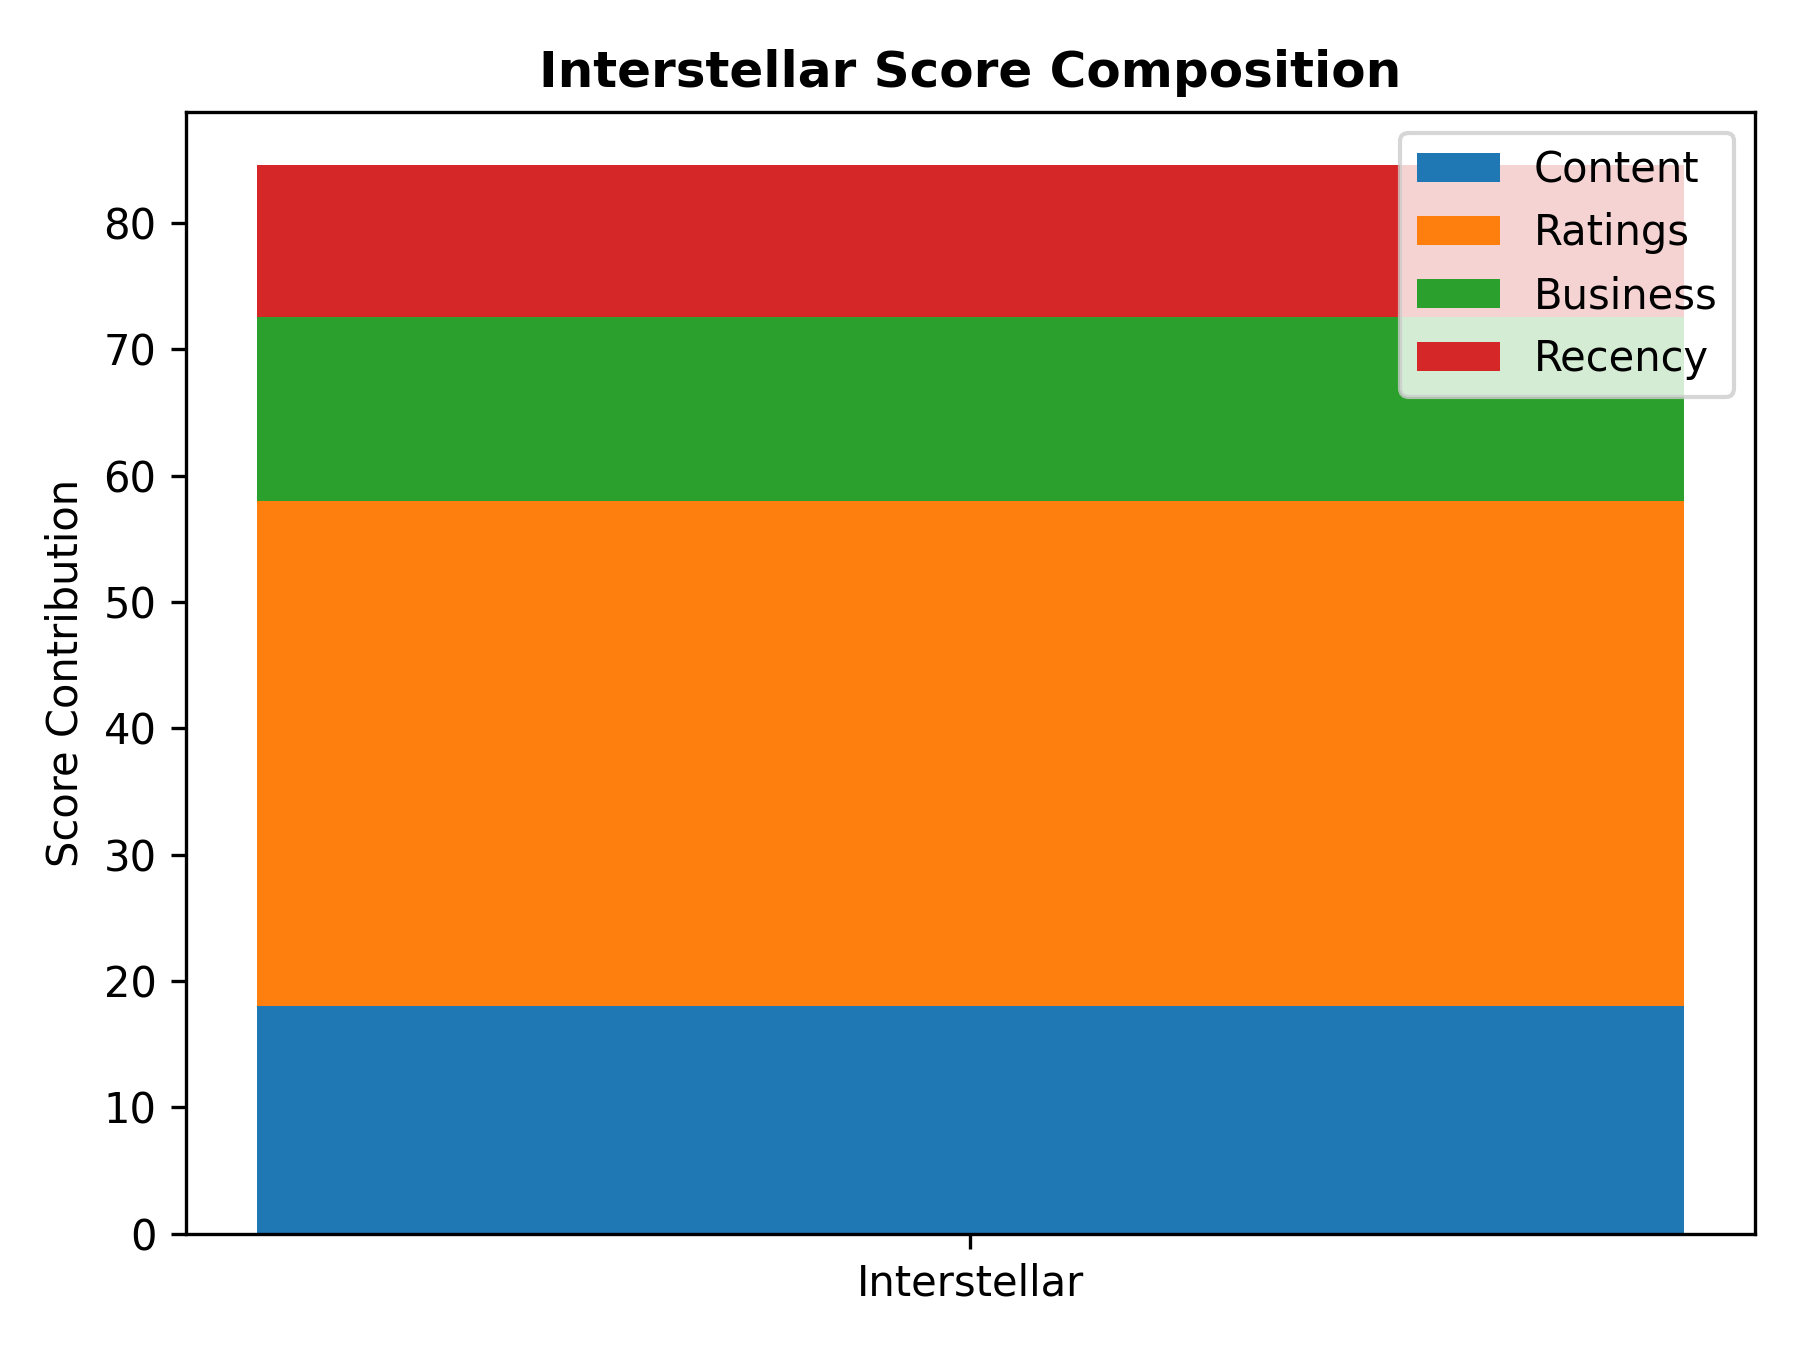 Interstellar Score Composition
Content
Ratings
Business
Recency
80
70
60
50
40
30
20
10
0
Score Contribution
Interstellar